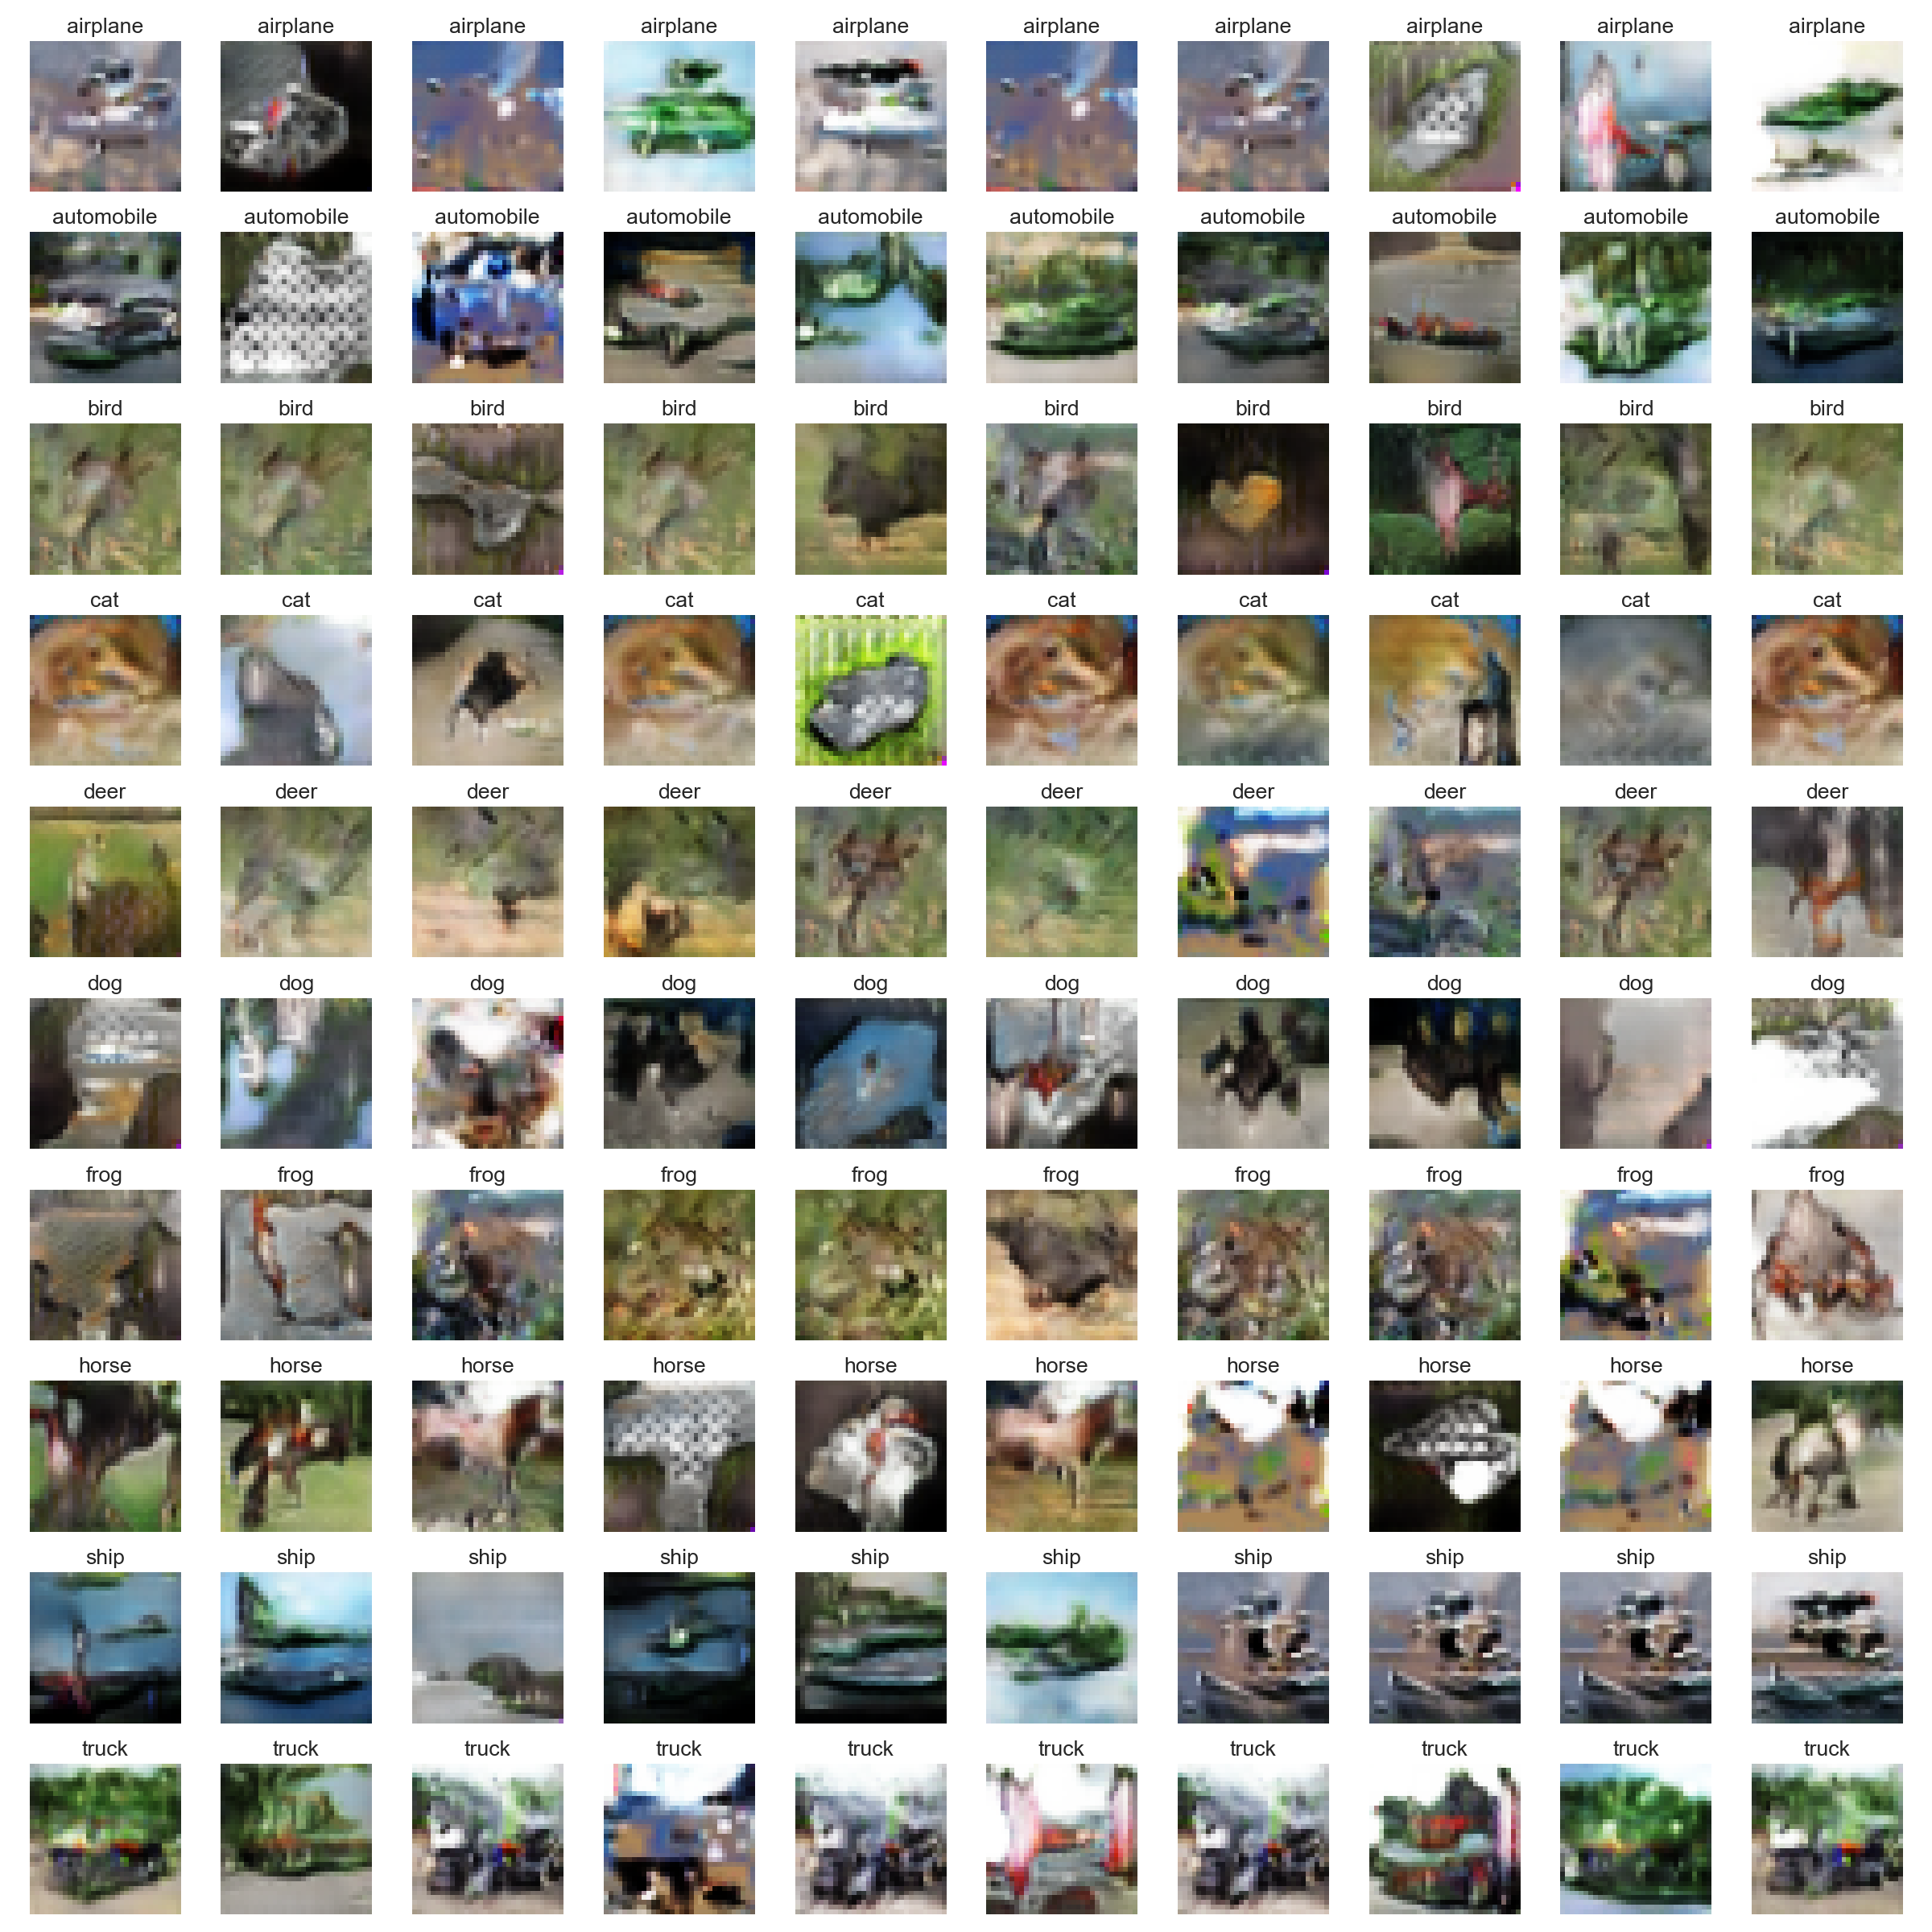 airplane airplane airplane airplane airplane airplane airplane airplane airplane airplane
automobile automobile automobile automobile automobile automobile automobile automobile automobile automobile
bird bird bird bird bird bird bird bird bird bird
cat cat cat cat cat cat cat cat cat cat
deer deer deer deer deer deer deer deer deer deer
dog dog dog dog dog dog dog dog dog dog
frog frog frog frog frog frog frog frog frog frog
horse horse horse horse horse horse horse horse horse horse
ship ship ship ship ship ship ship ship ship ship
truck truck truck truck truck truck truck truck truck truck